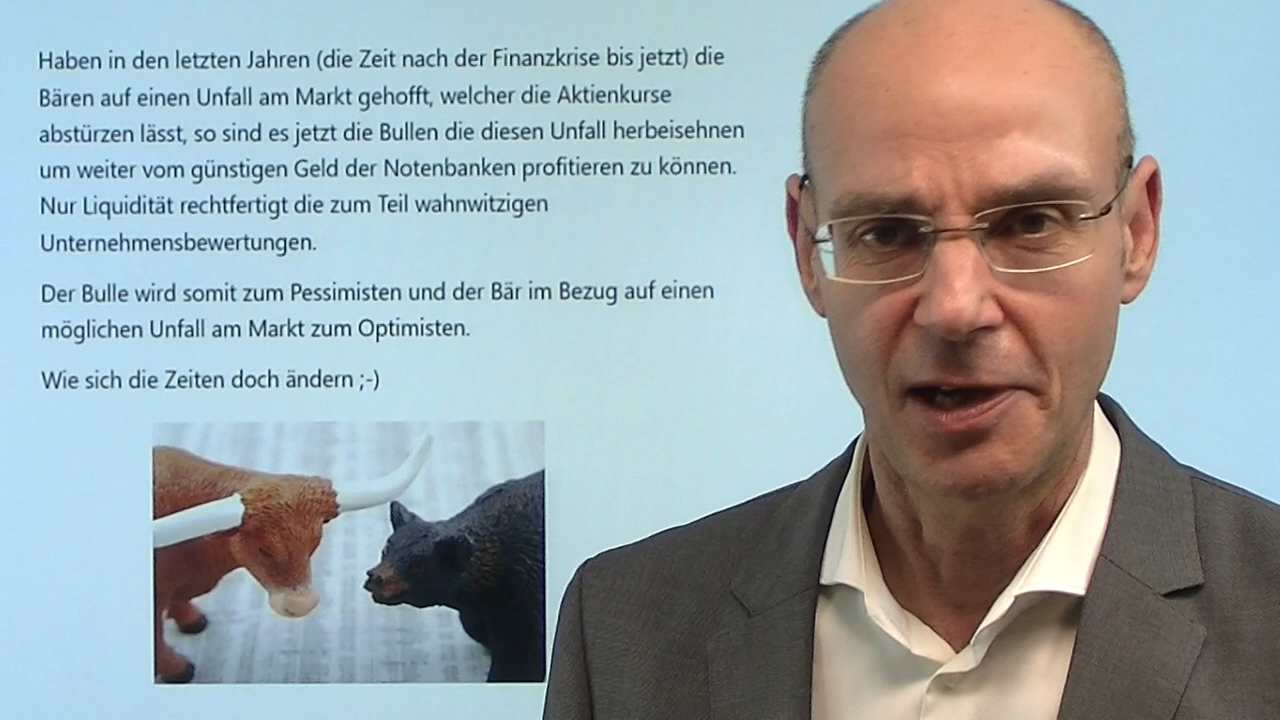 Haben in den letzten Jahren (die Zeit nach der Finanzkrise bis jetzt) die
Bären auf einen Unfall am Markt gehofft, welcher die Aktienkurse
abstürzen lässt, so sind es jetzt die Bullen die diesen Unfall herbeisehnen
um weiter vom günstigen Geld der Notenbanken profitieren zu können.
Nur Liquidität rechtfertigt die zum Teil wahnwitzigen
Unternehmensbewertungen.
Der Bulle wird somit zum Pessimisten und der Bär im Bezug auf einen
möglichen Unfall am Markt zum Optimisten.
Wie sich die Zeiten doch ändern ;-)